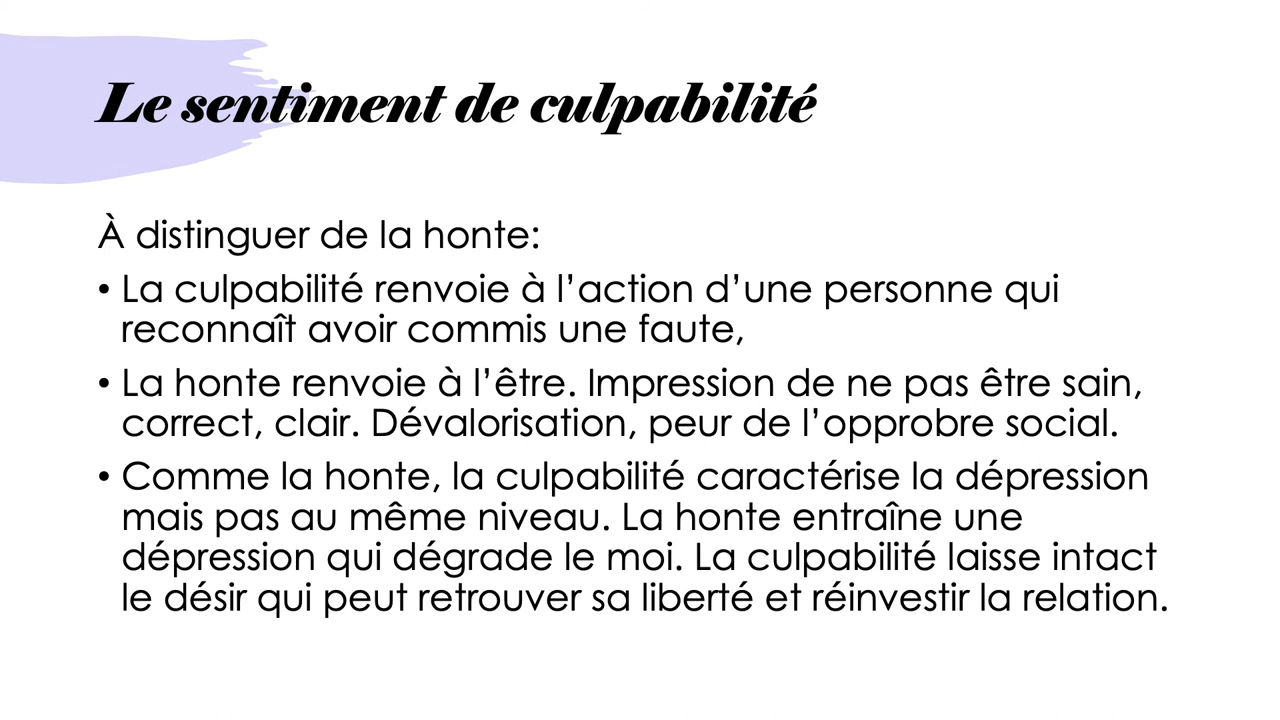 Le sentiment de culpabilité
À distinguer de la honte:
• La culpabilité renvoie à l’action d’une personne qui
reconnaît avoir commis une faute,
• La honte renvoie à l’être. Impression de ne pas être sain,
correct, clair. Dévalorisation, peur de l’opprobre social.
• Comme la honte, la culpabilité caractérise la dépression
mais pas au même niveau. La honte entraîne une
dépression qui dégrade le moi. La culpabilité laisse intact
le désir qui peut retrouver sa liberté et réinvestir la relation.